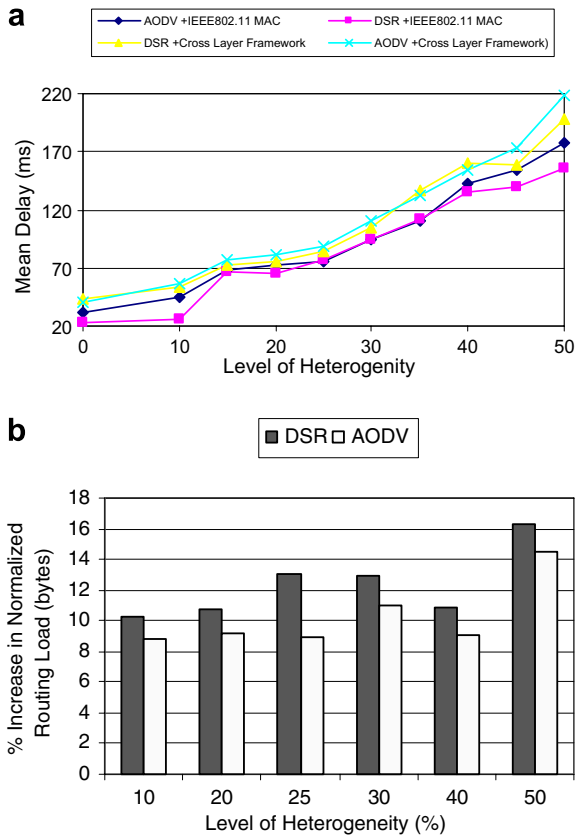 a
AODV +IEEE802.11 MAC
DSR +IEEE802.11 MAC
DSR +Cross Layer Framework
AODV +Cross Layer Framework)
Mean Delay (ms)
220
170
120
70
20
0 10 20 30 40 50
Level of Heterogenity
b
DSR AODV
% Increase in Normalized
Routing Load (bytes)
18
16
14
12
10
8
6
4
2
0
10 20 25 30 40 50
Level of Heterogeneity (%)